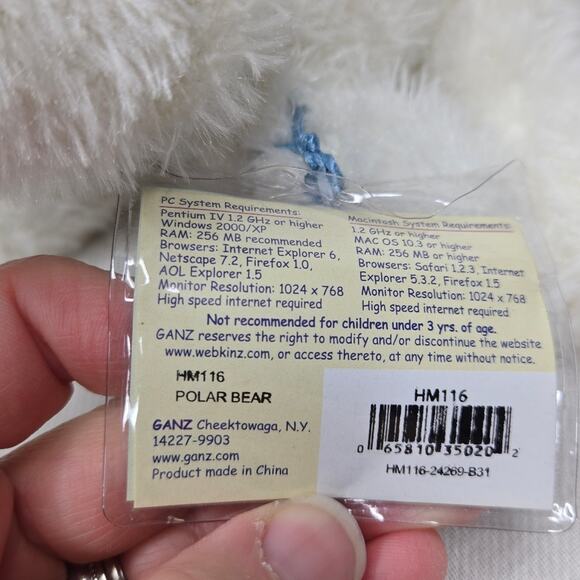 PC System Requirements:
Pentium IV 1.2 GHz or higher
Windows 2000/XP
RAM: 256 MB recommended
Browsers: Internet Explorer 6,
Netscape 7.2, Firefox 1.0,
AOL Explorer 1.5
Monitor Resolution: 1024 x 768
High speed internet required
Macintosh System Requirements:
1.2 GHz or higher
MAC OS 10.3 or higher
RAM: 256 MB or higher
Browsers: Safari 1.2.3, Internet
Explorer 5.3.2, Firefox 1.5
Monitor Resolution: 1024 x 768
High speed internet required
Not recommended for children under 3 yrs. of age.
GANZ reserves the right to modify and/or discontinue the website
www.webkinz.com, or access thereto, at any time without notice.
HM116
POLAR BEAR
GANZ Cheektowaga, N.Y.
14227-9903
www.ganz.com
Product made in China
HM116
0 65810 35020 2
HM116-24269-B31